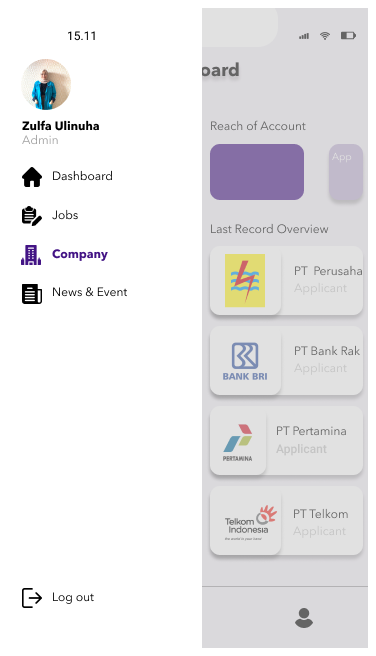 15.11
Zulfa Ulinuha
Admin
Dashboard
Jobs
Company
News & Event
Log out
oard
Reach of Account
App
Last Record Overview
PT Perusaha
Applicant
BANK BRI
PT Bank Rak
Applicant
PERTAMINA
PT Pertamina
Applicant
Telkom
Indonesia
the world in your hand
PT Telkom
Applicant